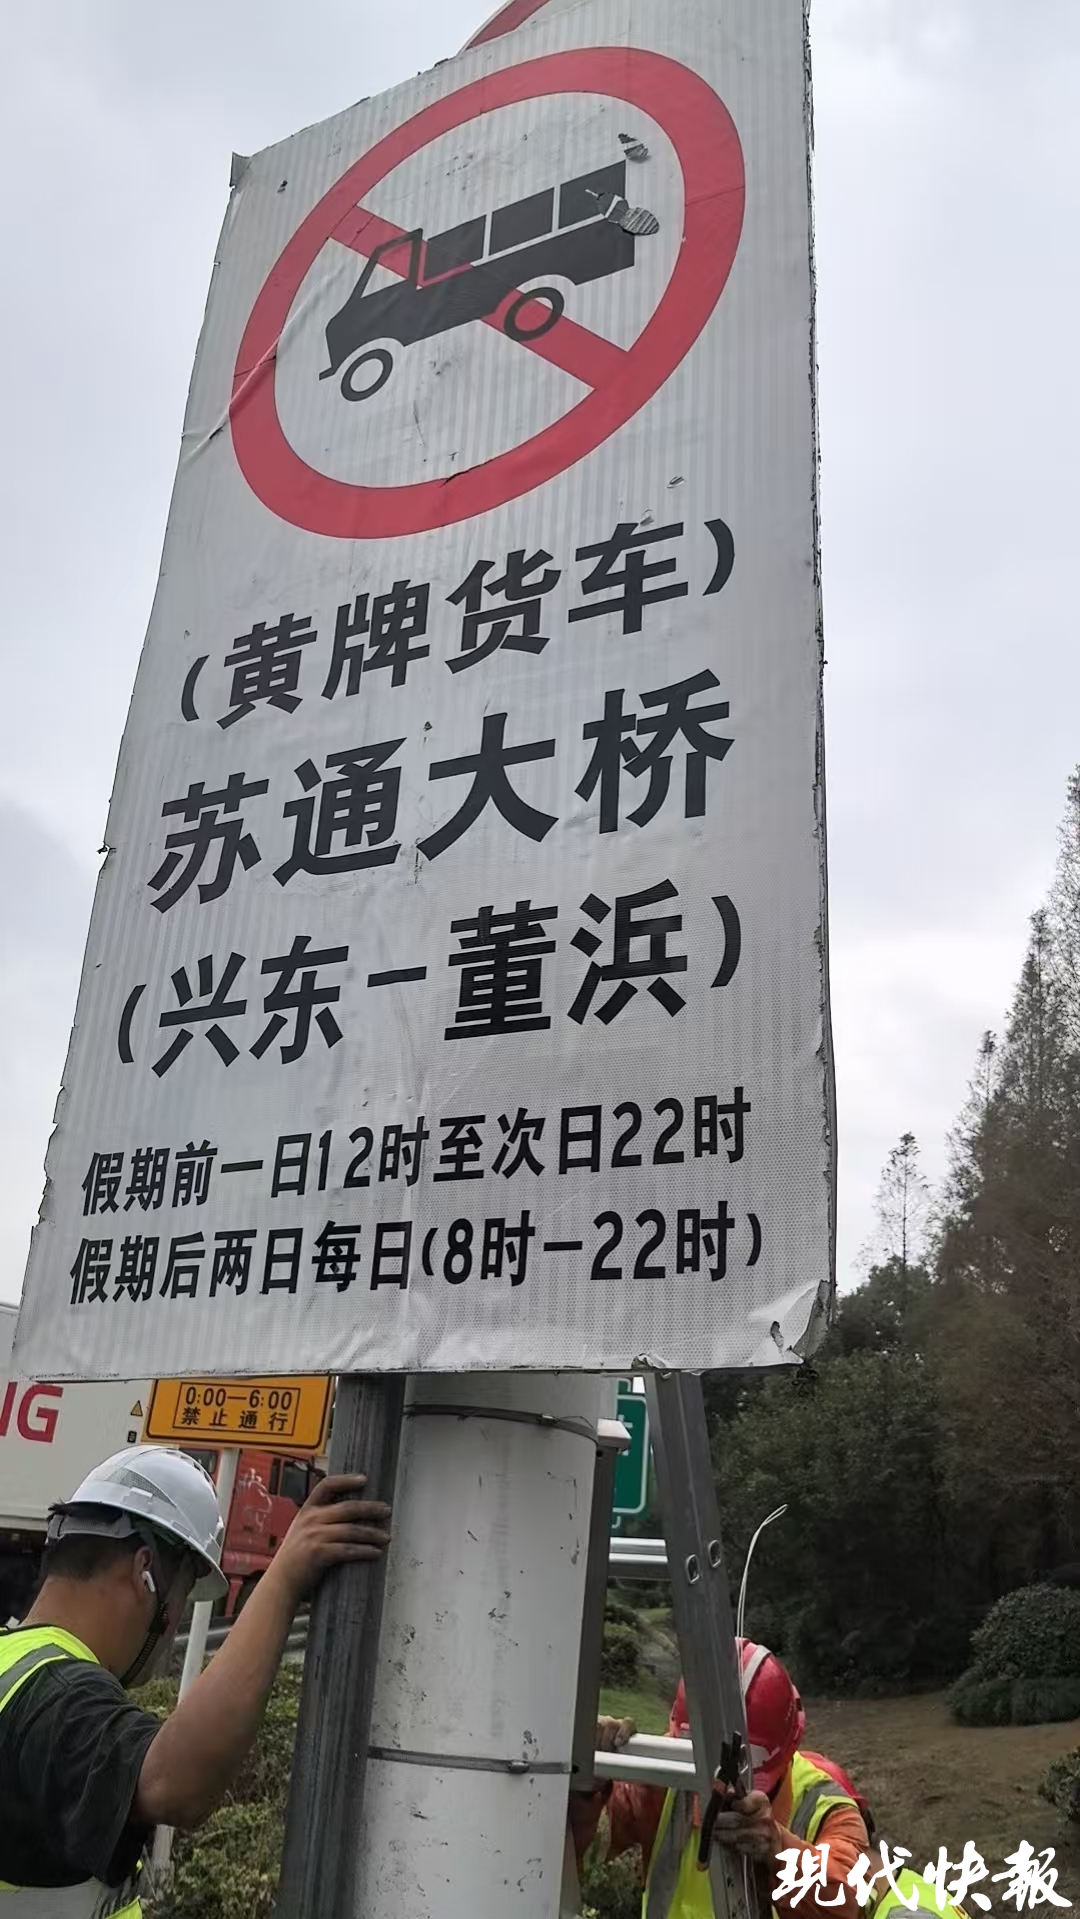 (黄牌货车)
苏通大桥
(兴东-董浜)
假期前一日12时至次日22时
假期后两日每日(8时-22时)
0:00-6:00
禁止通行
现代快報